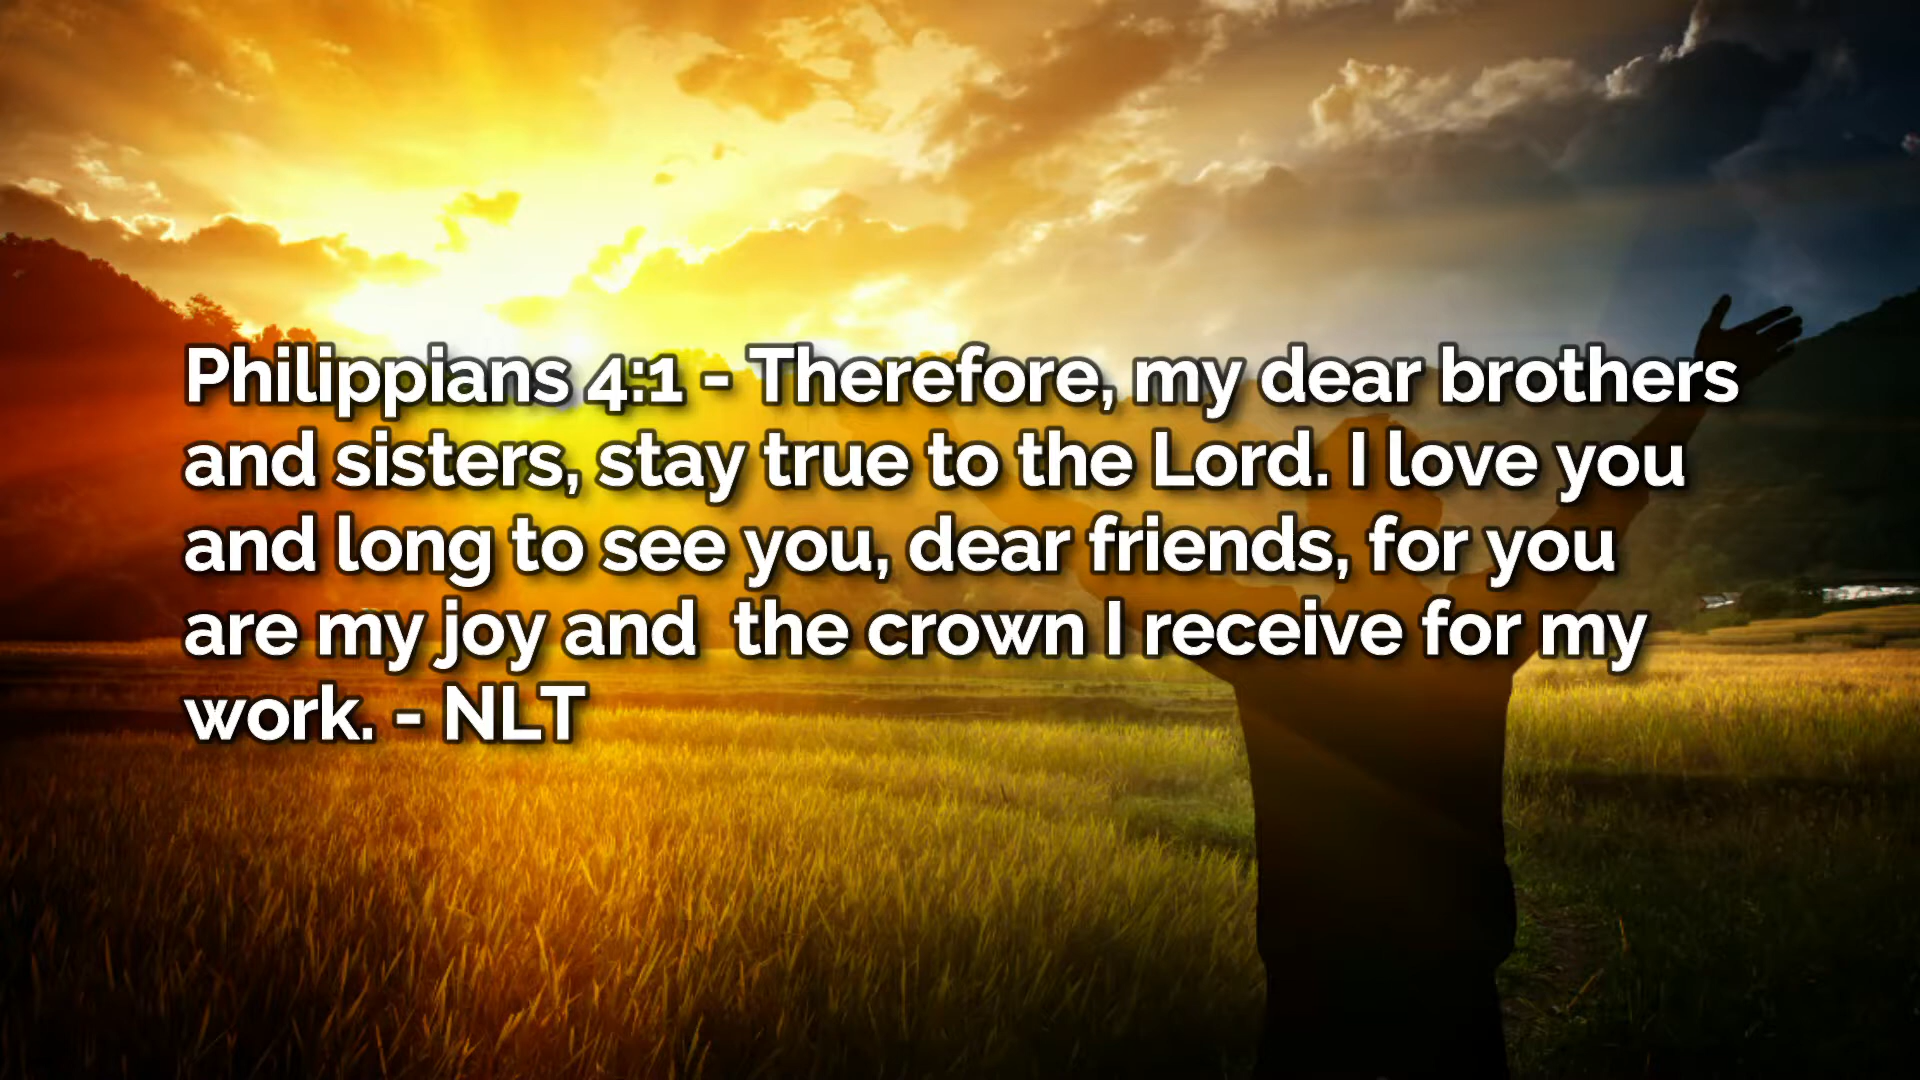 Philippians 4:1 - Therefore, my dear brothers
and sisters, stay true to the Lord. I love you
and long to see you, dear friends, for you
are my joy and  the crown I receive for my
work. - NLT